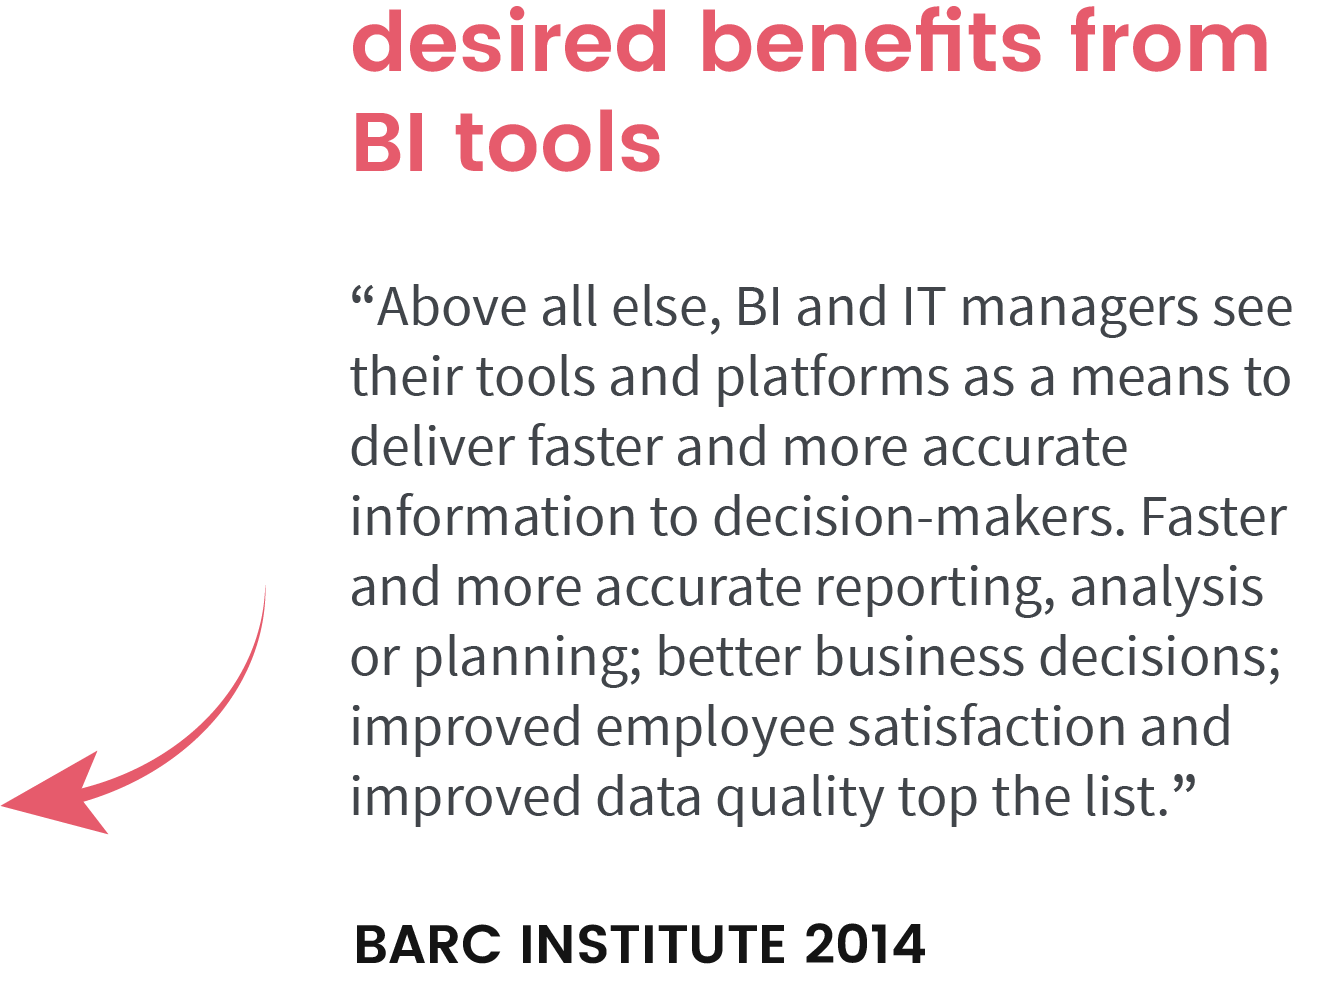 desired benefits from
BI tools
“Above all else, BI and IT managers see
their tools and platforms as a means to
deliver faster and more accurate
information to decision-makers. Faster
and more accurate reporting, analysis
or planning; better business decisions;
improved employee satisfaction and
improved data quality top the list.”
BARC INSTITUTE 2014